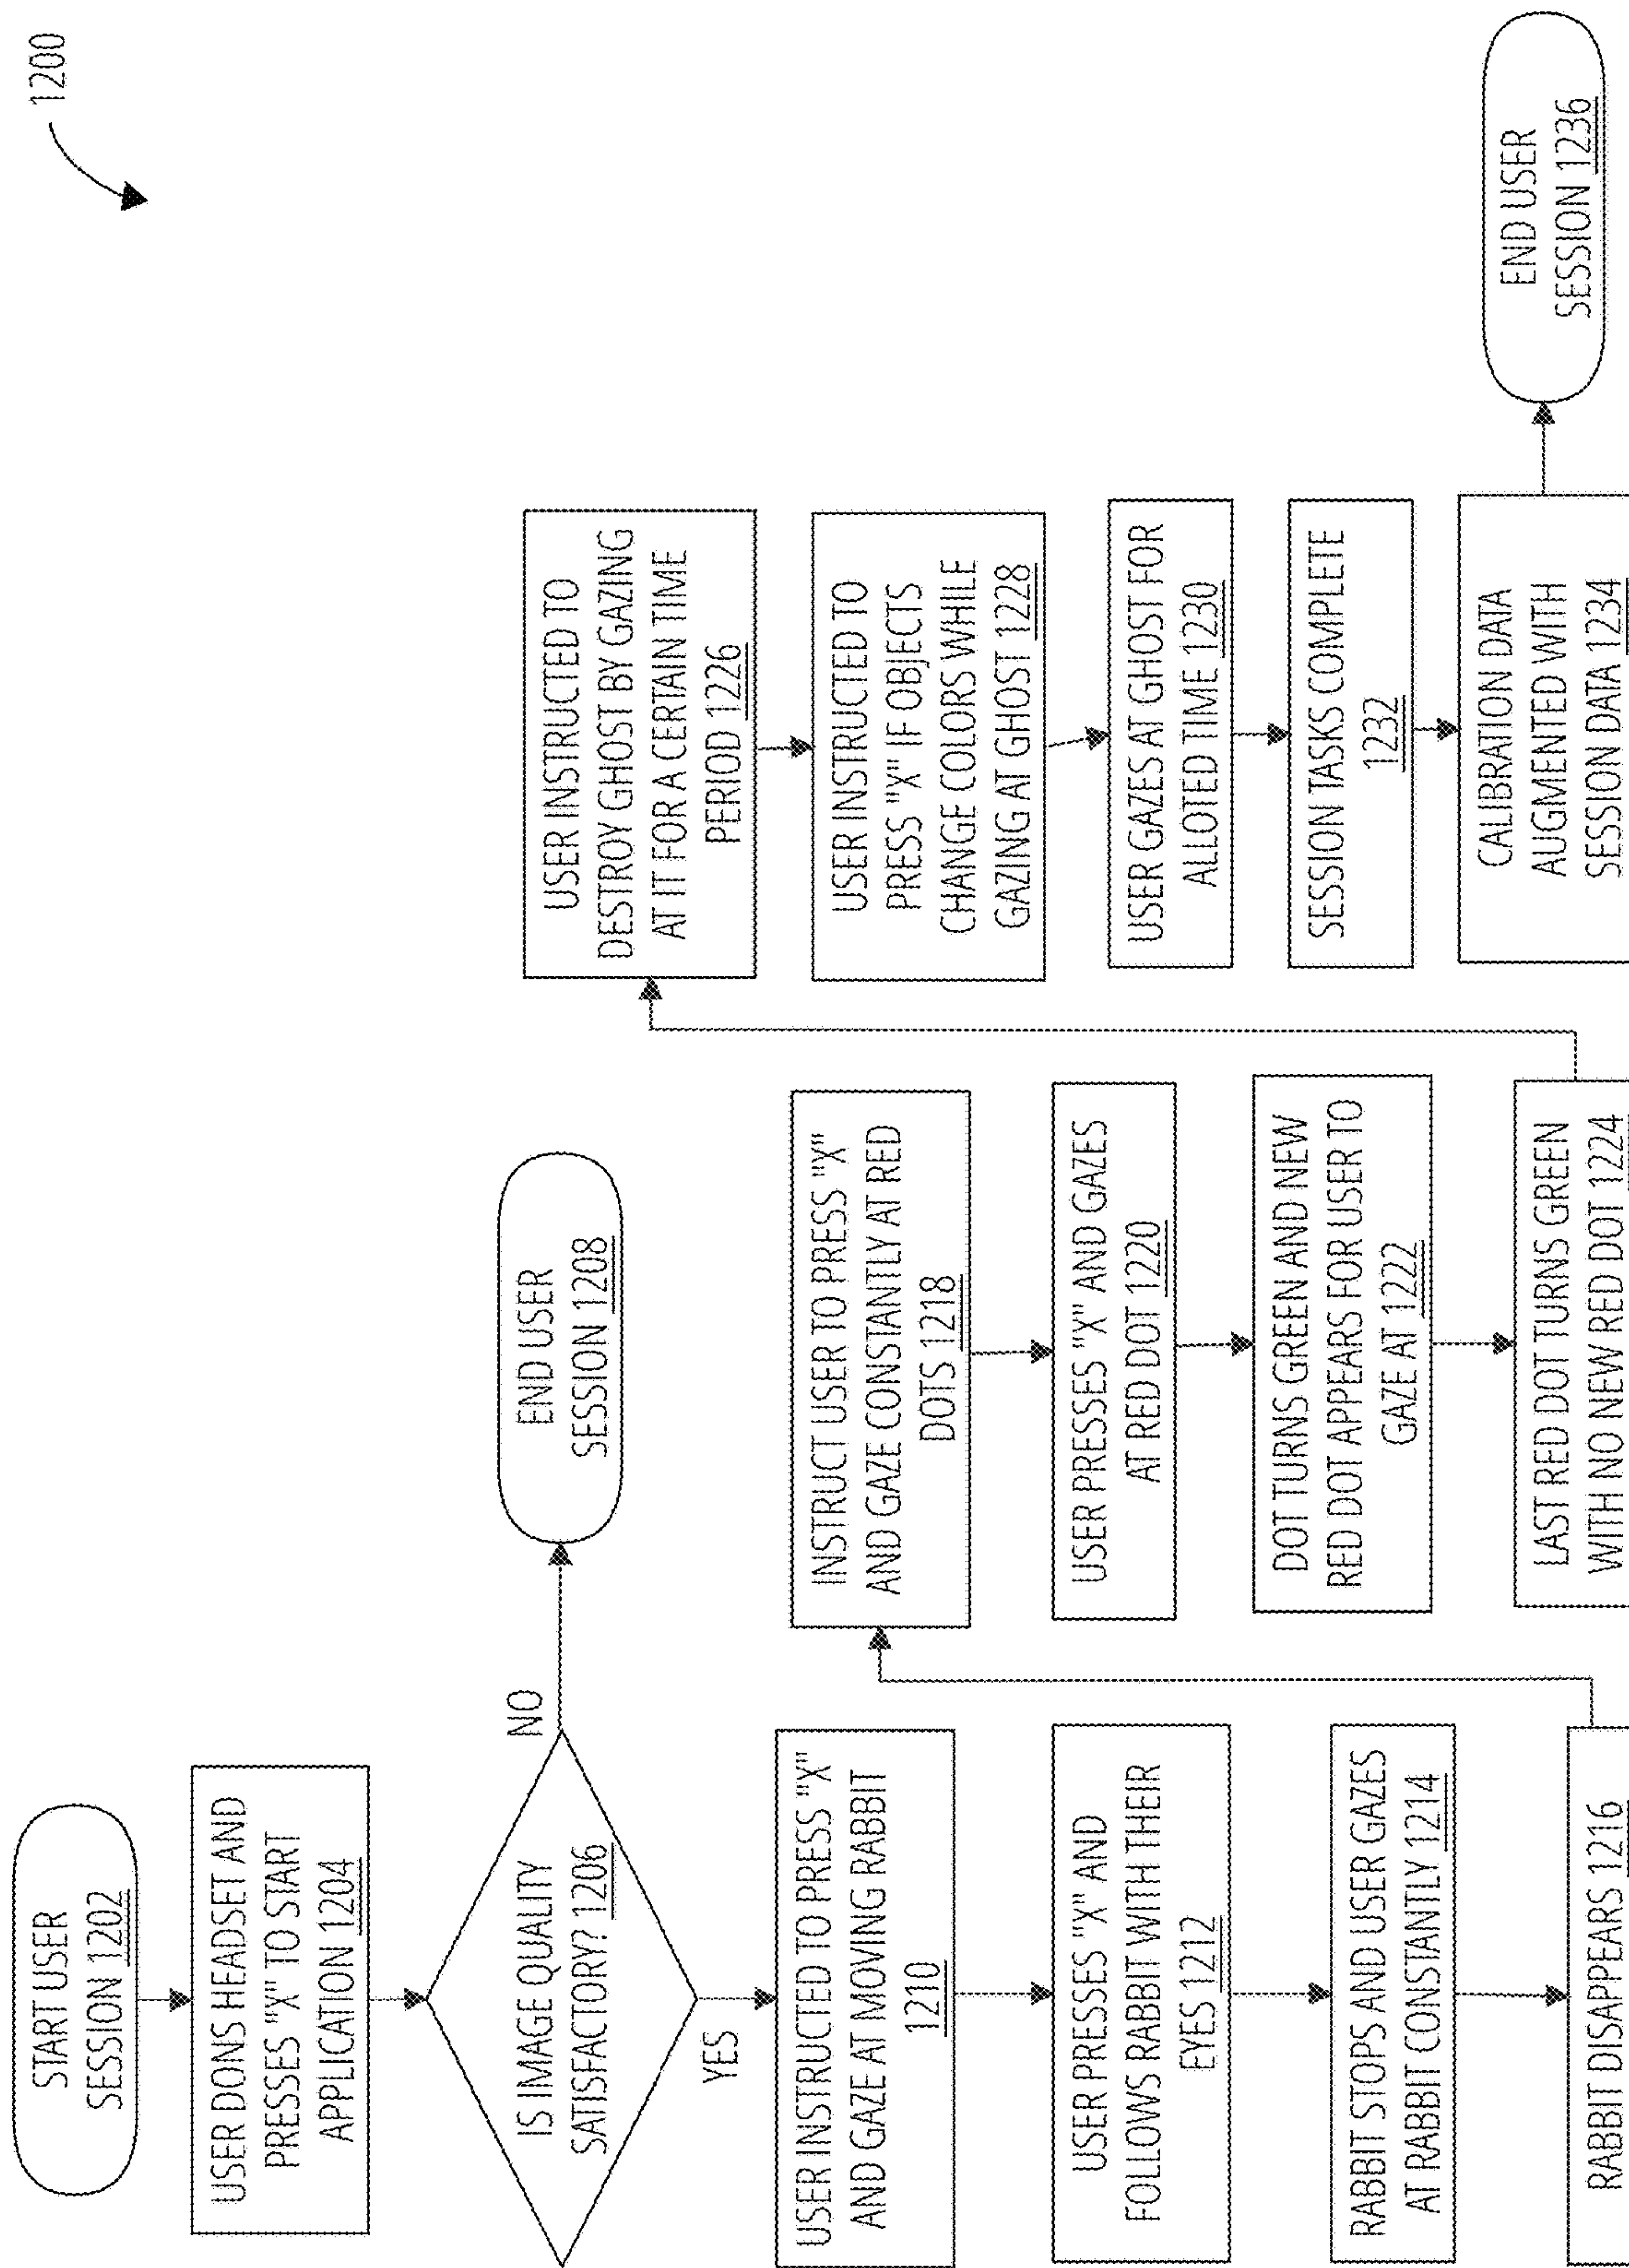 1200
START USER
SESSION 1202
USER DONS HEADSET AND
PRESSES "X" TO START
APPLICATION 1204
IS IMAGE QUALITY
SATISFACTORY? 1206
NO
END USER
SESSION 1208
YES
USER INSTRUCTED TO PRESS "X"
AND GAZE AT MOVING RABBIT
1210
USER PRESSES "X" AND
FOLLOWS RABBIT WITH THEIR
EYES 1212
RABBIT STOPS AND USER GAZES
AT RABBIT CONSTANTLY 1214
RABBIT DISAPPEARS 1216
INSTRUCT USER TO PRESS "X"
AND GAZE CONSTANTLY AT RED
DOTS 1218
USER PRESSES "X" AND GAZES
AT RED DOT 1220
DOT TURNS GREEN AND NEW
RED DOT APPEARS FOR USER TO
GAZE AT 1222
LAST RED DOT TURNS GREEN
WITH NO NEW RED DOT 1224
USER INSTRUCTED TO
DESTROY GHOST BY GAZING
AT IT FOR A CERTAIN TIME
PERIOD 1226
USER INSTRUCTED TO
PRESS "X" IF OBJECTS
CHANGE COLORS WHILE
GAZING AT GHOST 1228
USER GAZES AT GHOST FOR
ALLOTED TIME 1230
SESSION TASKS COMPLETE
1232
CALIBRATION DATA
AUGMENTED WITH
SESSION DATA 1234
END USER
SESSION 1236